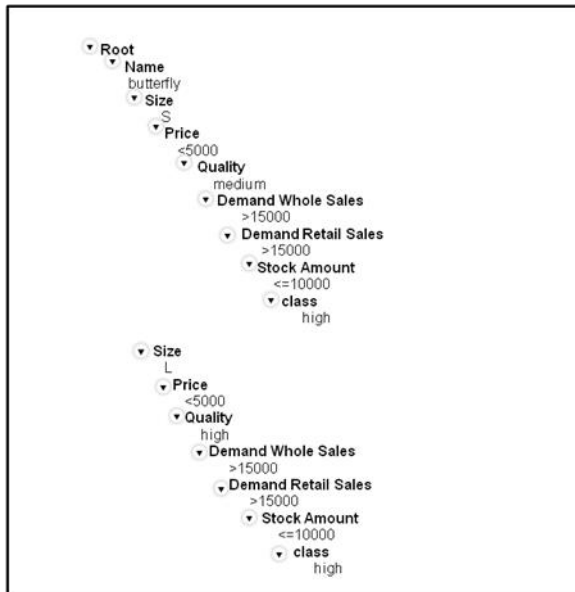 Root
Name
butterfly
Size
S
Price
<5000
Quality
medium
Demand Whole Sales
>15000
Demand Retail Sales
>15000
Stock Amount
<=10000
class
high
Size
L
Price
<5000
Quality
high
Demand Whole Sales
>15000
Demand Retail Sales
>15000
Stock Amount
<=10000
class
high